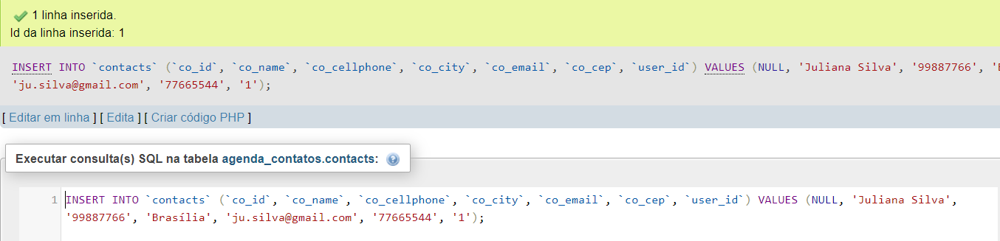 1 linha inserida.
Id da linha inserida: 1
INSERT INTO `contacts` (`co_id`, `co_name`, `co_cellphone`, `co_city`, `co_email`, `co_cep`, `user_id`) VALUES (NULL, 'Juliana Silva', '99887766', '
'ju.silva@gmail.com', '77665544', '1');
[ Editar em linha ] [ Edita ] [ Criar código PHP ]
Executar consulta(s) SQL na tabela agenda_contatos.contacts:
1 INSERT INTO `contacts` (`co_id`, `co_name`, `co_cellphone`, `co_city`, `co_email`, `co_cep`, `user_id`) VALUES (NULL, 'Juliana Silva',
'99887766', 'Brasília', 'ju.silva@gmail.com', '77665544', '1');